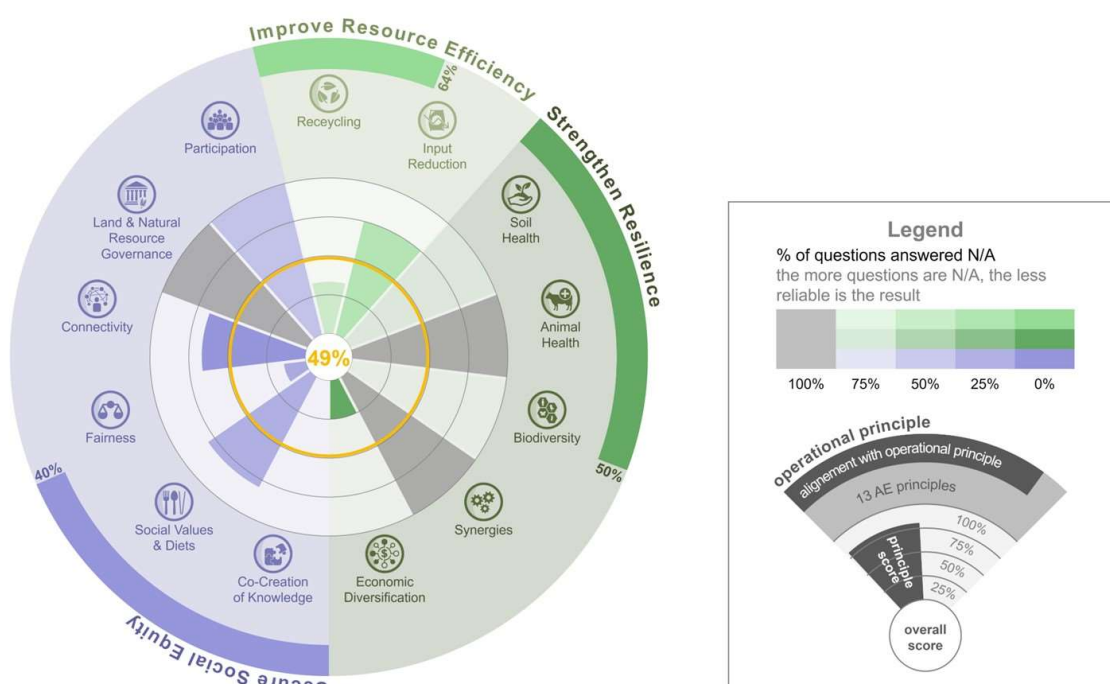 Improve Resource Efficiency
64%
Strengthen Resilience
50%
Secure Social Equity
40%
Receycling
Input
Reduction
Soil
Health
Animal
Health
Biodiversity
Synergies
Economic
Diversification
Co-Creation
of Knowledge
Social Values
& Diets
Fairness
Connectivity
Land & Natural
Resource
Governance
Participation
49%
Legend
% of questions answered N/A
the more questions are N/A, the less
reliable is the result
100% 75% 50% 25% 0%
operational principle
alignement with operational principle
13 AE principles
100%
75%
50%
25%
principle
score
overall
score